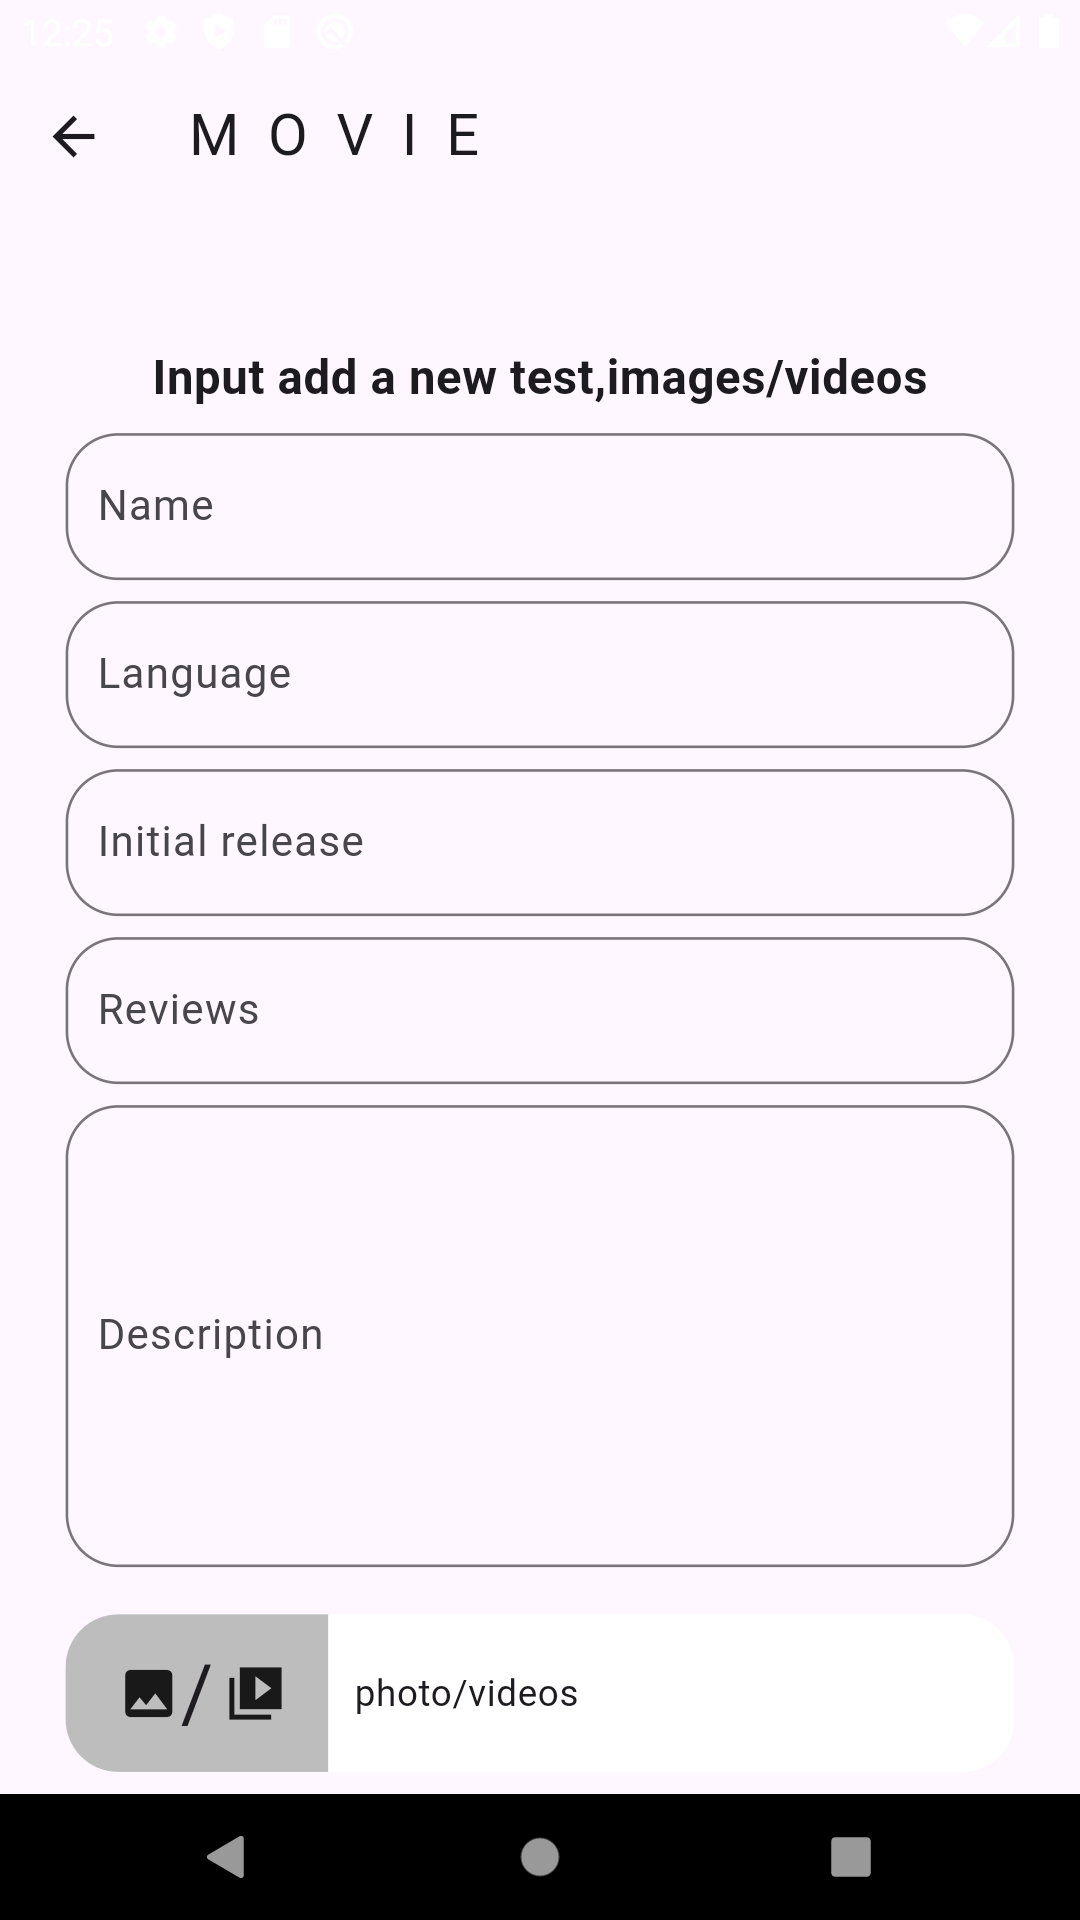 12:25
M O V I E
Input add a new test,images/videos
Name
Language
Initial release
Reviews
Description
/
photo/videos